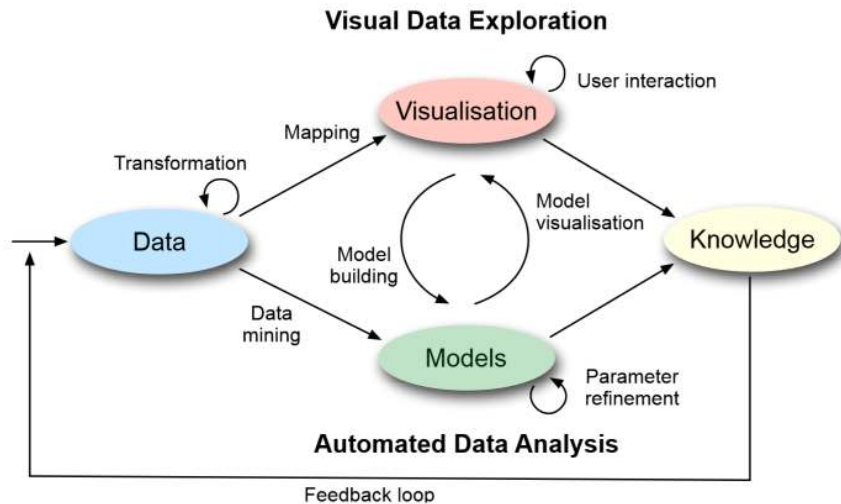 Visual Data Exploration
User interaction
Visualisation
Mapping
Transformation
Model
visualisation
Data
Knowledge
Model
building
Data
mining
Models
Parameter
refinement
Automated Data Analysis
Feedback loop